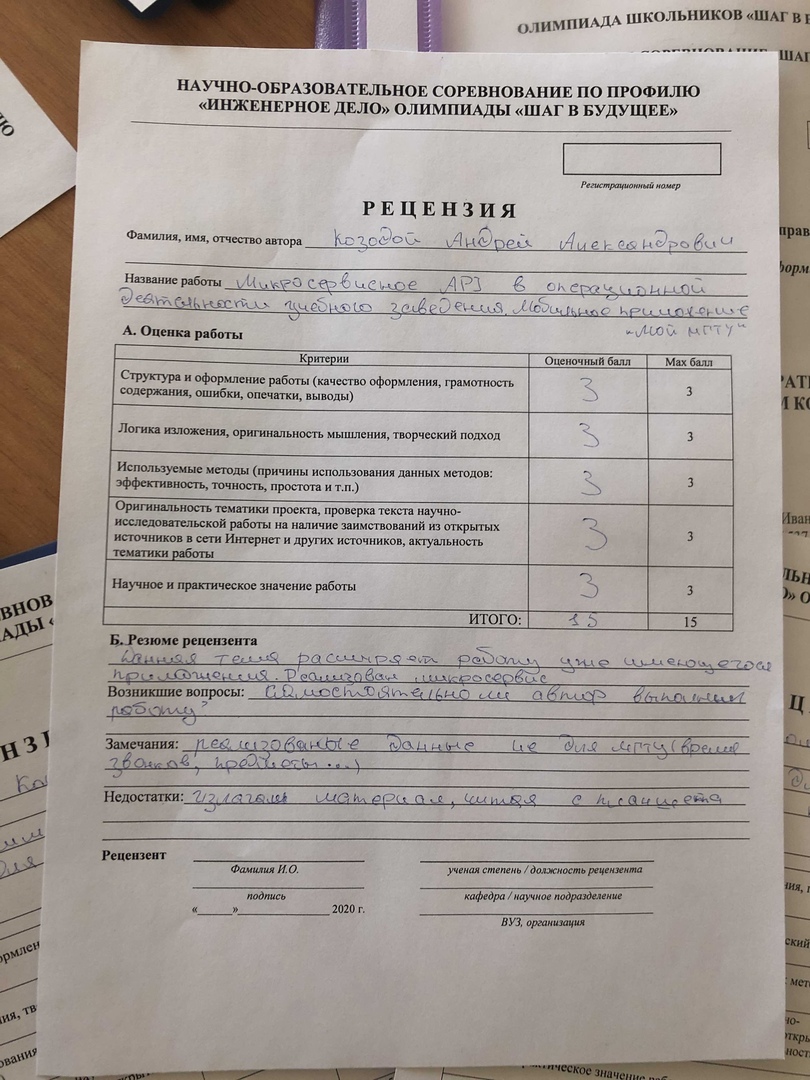 ОЛИМПИАДА ШКОЛЬНИКОВ «ШАГ В
НАУЧНО-ОБРАЗОВАТЕЛЬНОЕ СОРЕВНОВАНИЕ ПО ПРОФИЛЮ
«ИНЖЕНЕРНОЕ ДЕЛО» ОЛИМПИАДЫ «ШАГ В БУДУЩЕЕ»
Регистрационный номер
РЕЦЕНЗИЯ
Фамилия, имя, отчество автора Козодой Андрей Александрович
Название работы Микросервисное API в операционной
деятельности учебного заведения. Мобильное приложение
"Мой МГТУ"
А. Оценка работы
Критерии Оценочный балл Max балл
Структура и оформление работы (качество оформления, грамотность 3 3
содержания, ошибки, опечатки, выводы)
Логика изложения, оригинальность мышления, творческий подход 3 3
Используемые методы (причины использования данных методов: 3 3
эффективность, точность, простота и т.п.)
Оригинальность тематики проекта, проверка текста научно-
исследовательской работы на наличие заимствований из открытых 3 3
источников в сети Интернет и других источников, актуальность
тематики работы
Научное и практическое значение работы 3 3
ИТОГО: 15 15
Б. Резюме рецензента
Данная тема расширяет работу уже имеющегося
приложения. Реализован микросервис
Возникшие вопросы: Самостоятельно ли автор выполнил
работу?
Замечания: реализованые данные не для МГТУ (время
звонков, предметы ...)
Недостатки: Излагал материал, читая с планшета
Рецензент
Фамилия И.О. ученая степень / должность рецензента
подпись кафедра / научное подразделение
«___» 2020 г.
ВУЗ, организация